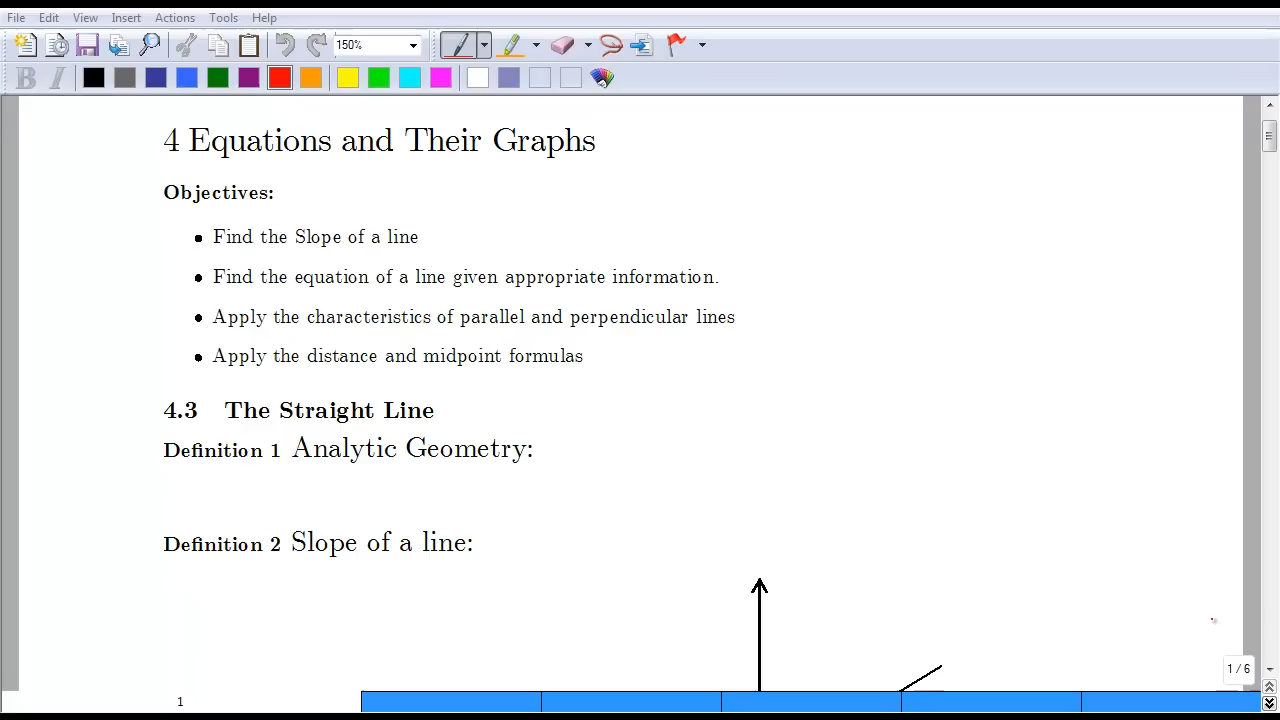 File Edit View Insert Actions Tools Help
150%
B I
4 Equations and Their Graphs
Objectives:
• Find the Slope of a line
• Find the equation of a line given appropriate information.
• Apply the characteristics of parallel and perpendicular lines
• Apply the distance and midpoint formulas
4.3 The Straight Line
Definition 1 Analytic Geometry:
Definition 2 Slope of a line:
1 / 6
1